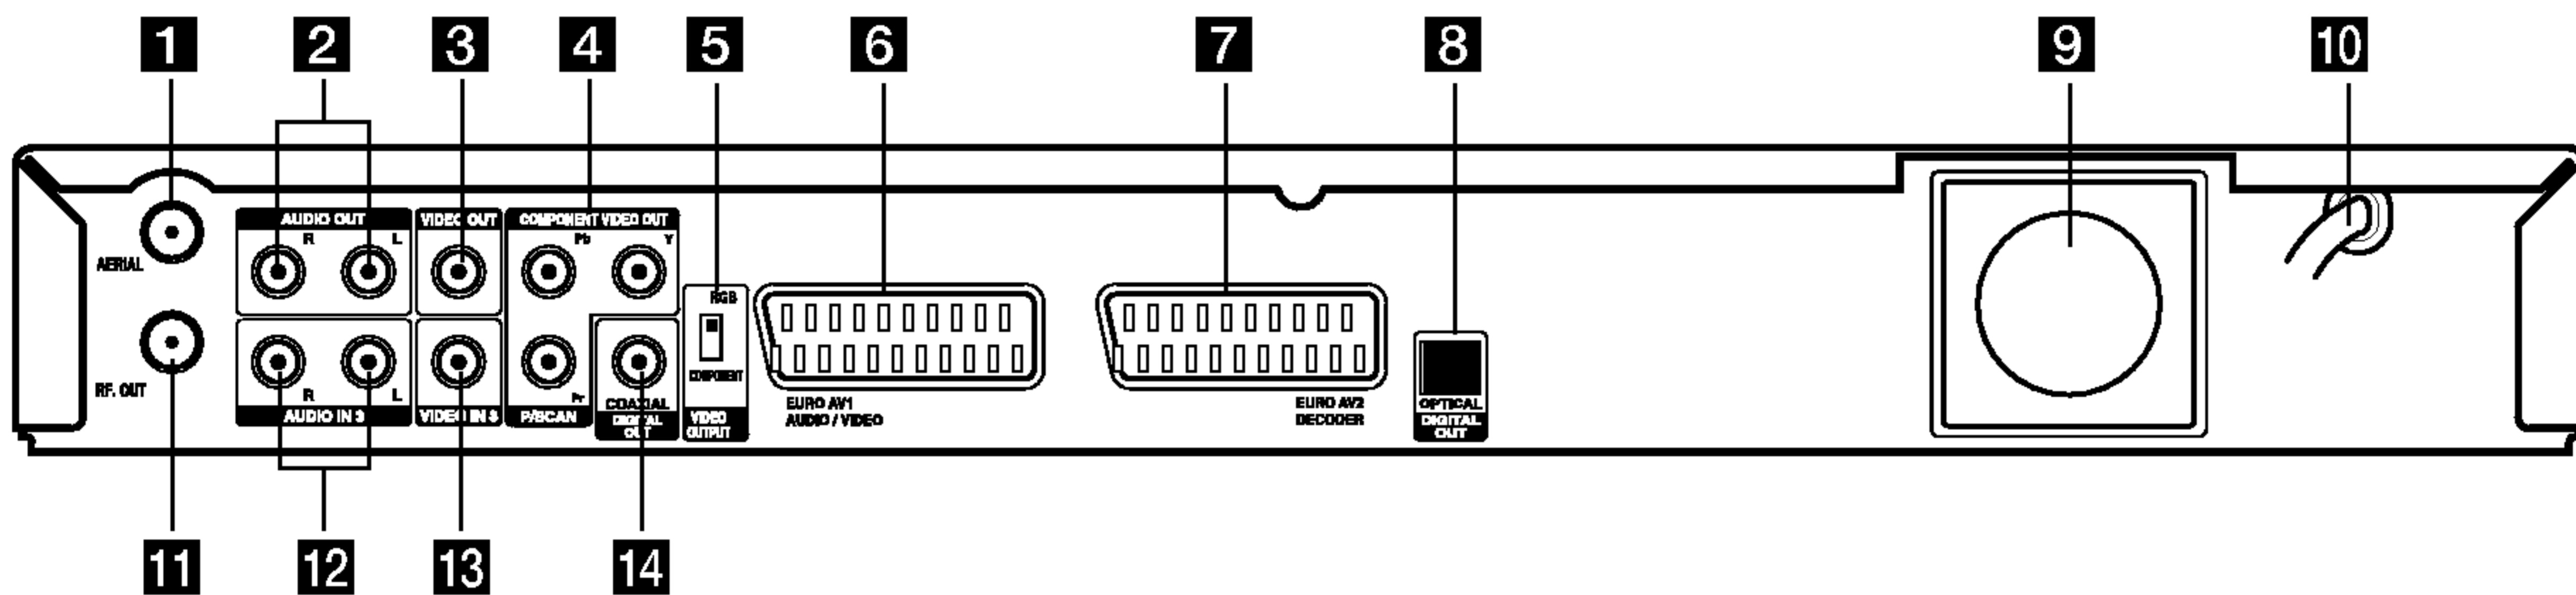 1 2 3 4 5 6 7 8 9 10
AERIAL
RF. OUT
AUDIO OUT
R L
VIDEO OUT
COMPONENT VIDEO OUT
Pb Y
R L
AUDIO IN 3
VIDEO IN 3
Pr
P/SCAN
COAXIAL
DIGITAL
OUT
RGB
COMPONENT
VIDEO
OUTPUT
EURO AV1
AUDIO / VIDEO
EURO AV2
DECODER
OPTICAL
DIGITAL
OUT
11 12 13 14